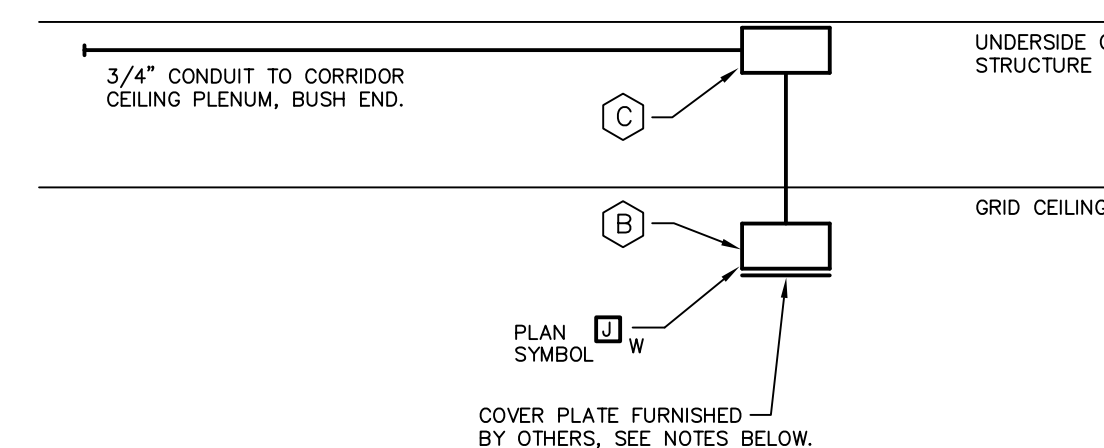 UNDERSIDE
STRUCTURE
3/4" CONDUIT TO CORRIDOR
CEILING PLENUM, BUSH END.
C
GRID CEILING
B
PLAN
SYMBOL
J
W
COVER PLATE FURNISHED
BY OTHERS, SEE NOTES BELOW.